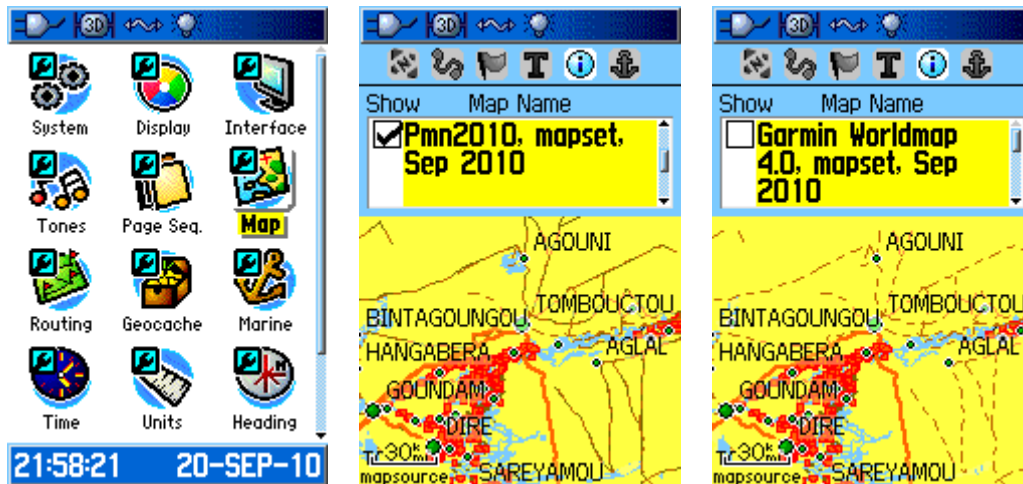 3D
System Display Interface
Tones Page Seq. Map
Routing Geocache Marine
Time Units Heading
21:58:21 20-SEP-10
3D
T i
Show Map Name
Pmn2010, mapset,
Sep 2010
AGOUNI
TOMBOUCTOU
BINTAGOUNGOU
HANGABERA
AGLAL
GOUNDAM
DIRE
30
SAREYAMOU
mapsource
3D
T i
Show Map Name
Garmin Worldmap
4.0, mapset, Sep
2010
AGOUNI
TOMBOUCTOU
BINTAGOUNGOU
HANGABERA
AGLAL
GOUNDAM
DIRE
30
SAREYAMOU
mapsource